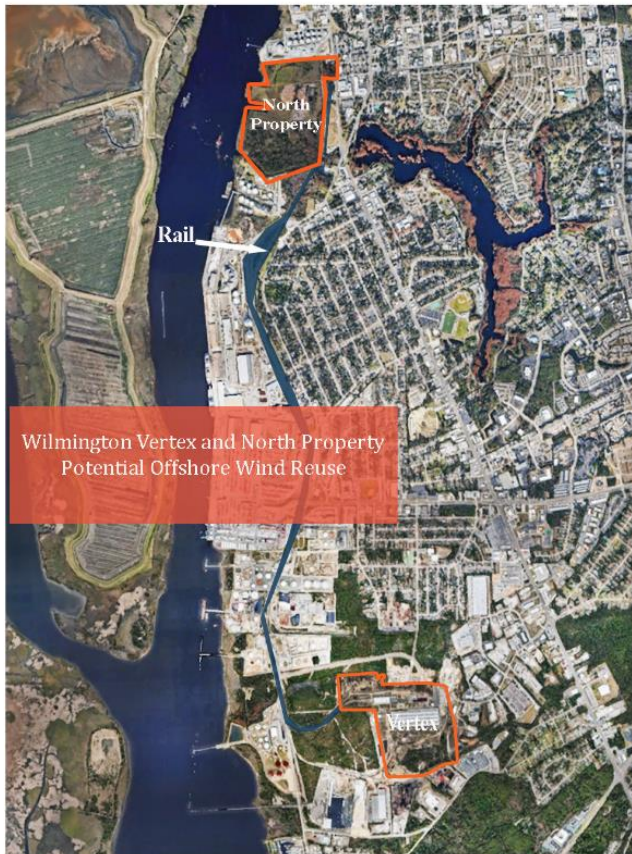 North
Property
Rail
Wilmington Vertex and North Property
Potential Offshore Wind Reuse
Vertex